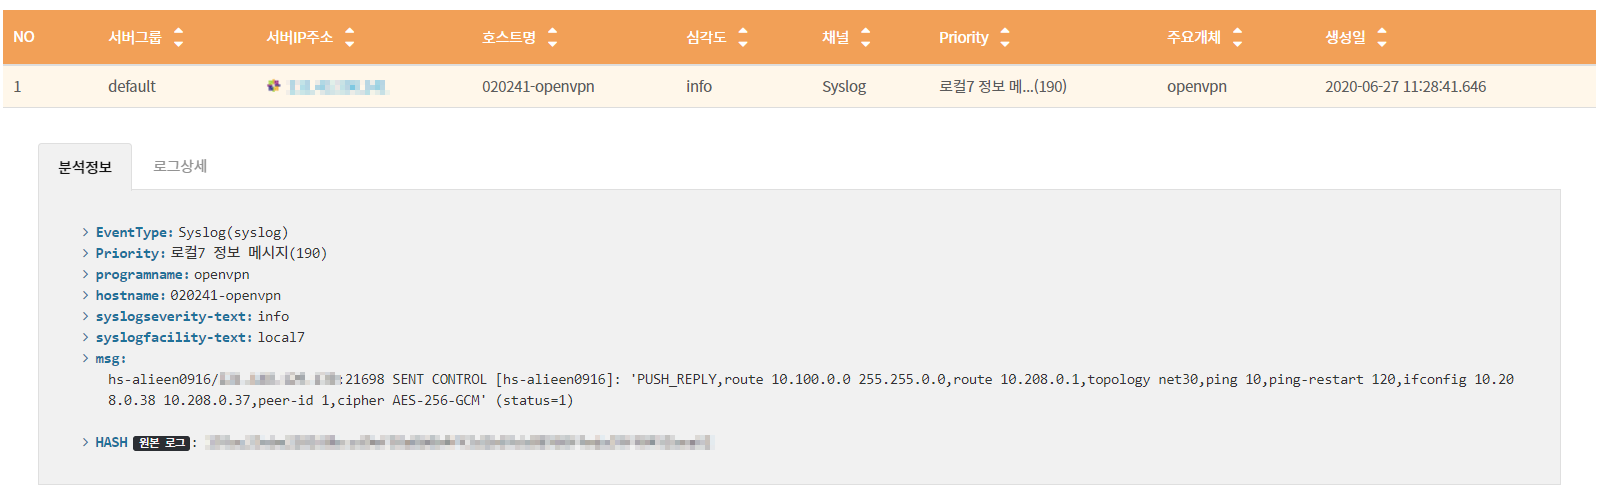 NO 서버그룹 서버IP주소 호스트명 심각도 채널 Priority 주요개체 생성일
1 default 020241-openvpn info Syslog 로컬7 정보 메...(190) openvpn 2020-06-27 11:28:41.646
분석정보 로그상세
> EventType: Syslog(syslog)
> Priority: 로컬7 정보 메시지(190)
> programname: openvpn
> hostname: 020241-openvpn
> syslogseverity-text: info
> syslogfacility-text: local7
> msg:
hs-alieen0916/ :21698 SENT CONTROL [hs-alieen0916]: 'PUSH_REPLY,route 10.100.0.0 255.255.0.0,route 10.208.0.1,topology net30,ping 10,ping-restart 120,ifconfig 10.20
8.0.38 10.208.0.37,peer-id 1,cipher AES-256-GCM' (status=1)
> HASH 원본 로그 :